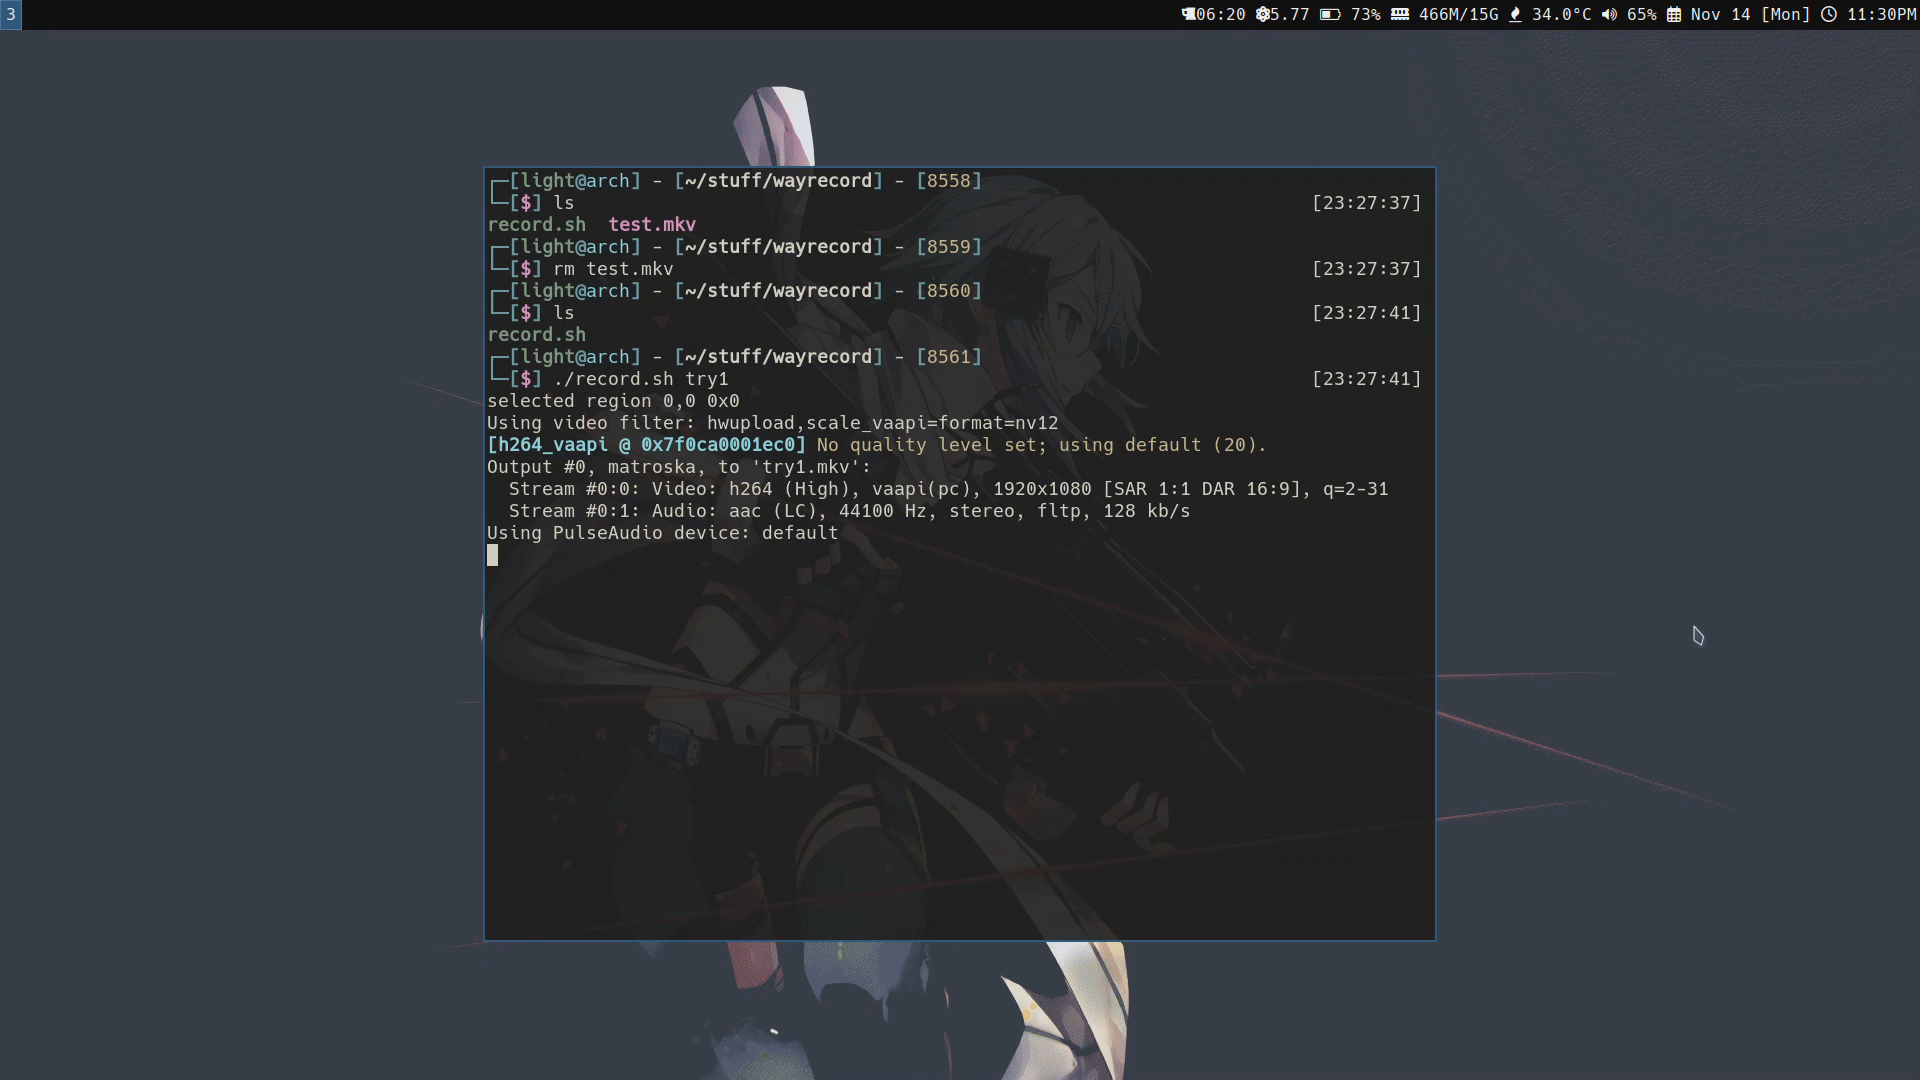 3 06:20 5.77 73% 466M/15G 34.0°C 65% Nov 14 [Mon] 11:30PM
┌─[light@arch] - [~/stuff/wayrecord] - [8558]
└─[$] ls [23:27:37]
record.sh  test.mkv
┌─[light@arch] - [~/stuff/wayrecord] - [8559]
└─[$] rm test.mkv [23:27:37]
┌─[light@arch] - [~/stuff/wayrecord] - [8560]
└─[$] ls [23:27:41]
record.sh
┌─[light@arch] - [~/stuff/wayrecord] - [8561]
└─[$] ./record.sh try1 [23:27:41]
selected region 0,0 0x0
Using video filter: hwupload,scale_vaapi=format=nv12
[h264_vaapi @ 0x7f0ca0001ec0] No quality level set; using default (20).
Output #0, matroska, to 'try1.mkv':
  Stream #0:0: Video: h264 (High), vaapi(pc), 1920x1080 [SAR 1:1 DAR 16:9], q=2-31
  Stream #0:1: Audio: aac (LC), 44100 Hz, stereo, fltp, 128 kb/s
Using PulseAudio device: default